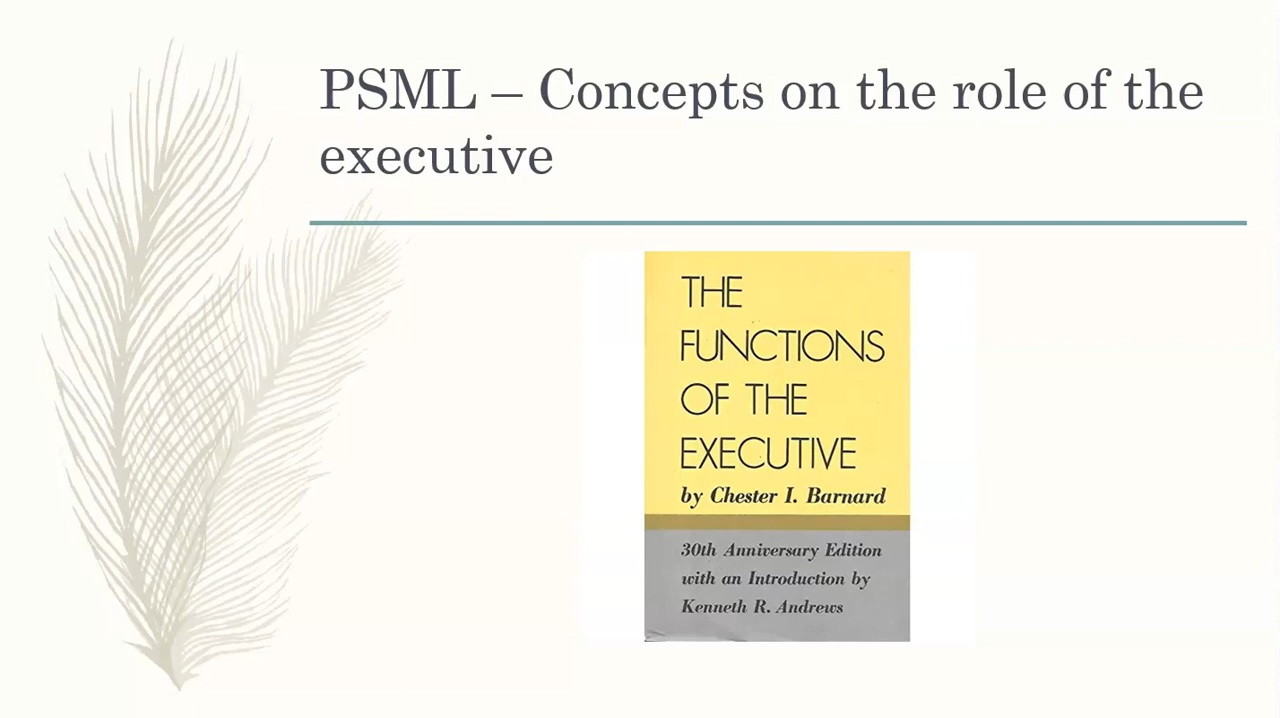 PSML – Concepts on the role of the
executive
THE
FUNCTIONS
OF THE
EXECUTIVE
by Chester I. Barnard
30th Anniversary Edition
with an Introduction by
Kenneth R. Andrews